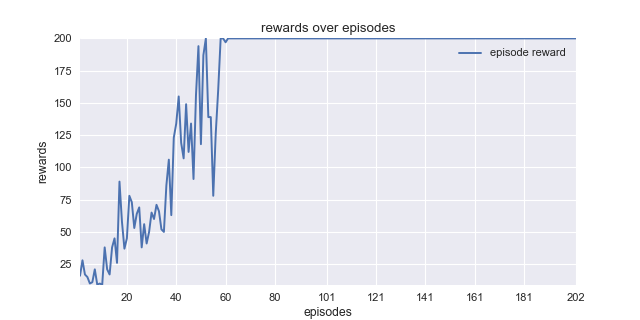 rewards over episodes
200
175
150
125
100
75
50
25
rewards
episode reward
20 40 60 80 101 121 141 161 181 202
episodes